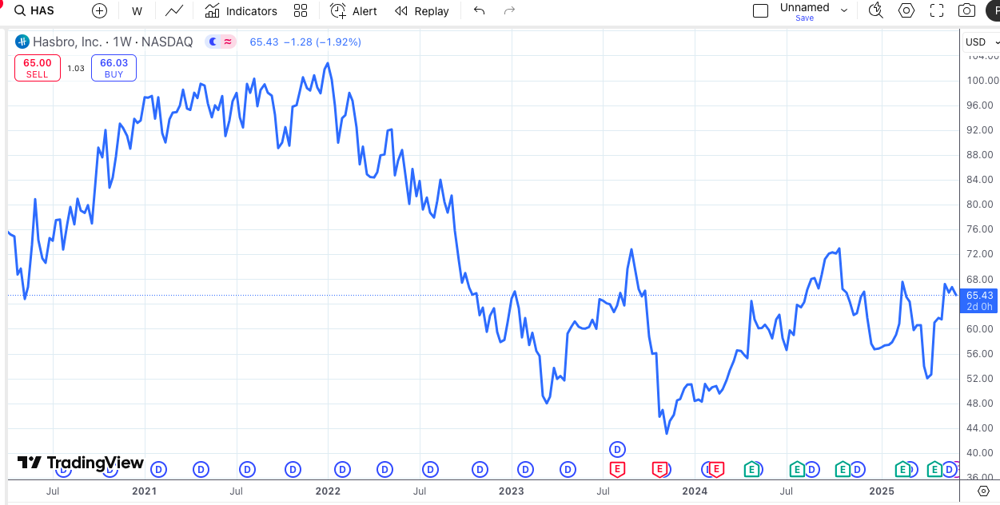 HAS W Indicators Alert Replay Unnamed Save P
Hasbro, Inc. · 1W · NASDAQ ≈ 65.43 −1.28 (−1.92%) USD
65.00 SELL 1.03 66.03 BUY
104.00
100.00
96.00
92.00
88.00
84.00
80.00
76.00
72.00
68.00
65.43
2d 0h
60.00
56.00
52.00
48.00
44.00
40.00
36.00
D
TradingView
D D D D D D D D D D D D E E D E E D E D E D E D E D
Jul 2021 Jul 2022 Jul 2023 Jul 2024 Jul 2025